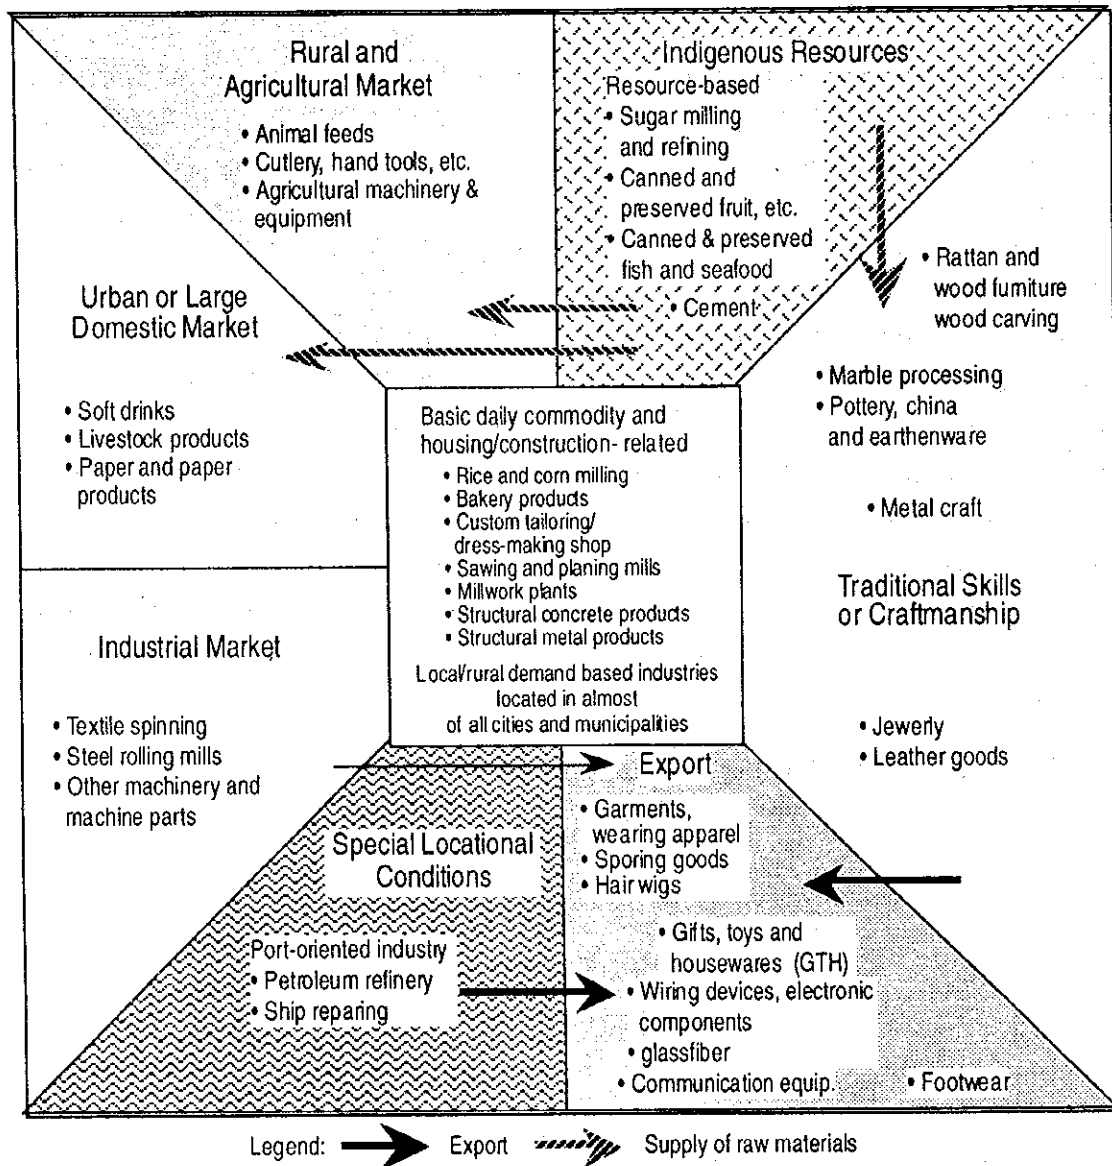 Rural and
Agricultural Market
• Animal feeds
• Cutlery, hand tools, etc.
• Agricultural machinery &
equipment
Indigenous Resources
Resource-based
• Sugar milling
and refining
• Canned and
preserved fruit, etc.
• Canned & preserved
fish and seafood
• Cement
Urban or Large
Domestic Market
• Soft drinks
• Livestock products
• Paper and paper
products
• Rattan and
wood furniture
wood carving
• Marble processing
• Pottery, china
and earthenware
• Metal craft
Traditional Skills
or Craftmanship
• Jewerly
• Leather goods
Basic daily commodity and
housing/construction- related
• Rice and corn milling
• Bakery products
• Custom tailoring/
dress-making shop
• Sawing and planing mills
• Millwork plants
• Structural concrete products
• Structural metal products
Local/rural demand based industries
located in almost
of all cities and municipalities
Industrial Market
• Textile spinning
• Steel rolling mills
• Other machinery and
machine parts
Special Locational
Conditions
Port-oriented industry
• Petroleum refinery
• Ship repairing
Export
• Garments,
wearing apparel
• Sporing goods
• Hair wigs
• Gifts, toys and
housewares (GTH)
• Wiring devices, electronic
components
• glassfiber
• Communication equip.
• Footwear
Legend: Export Supply of raw materials